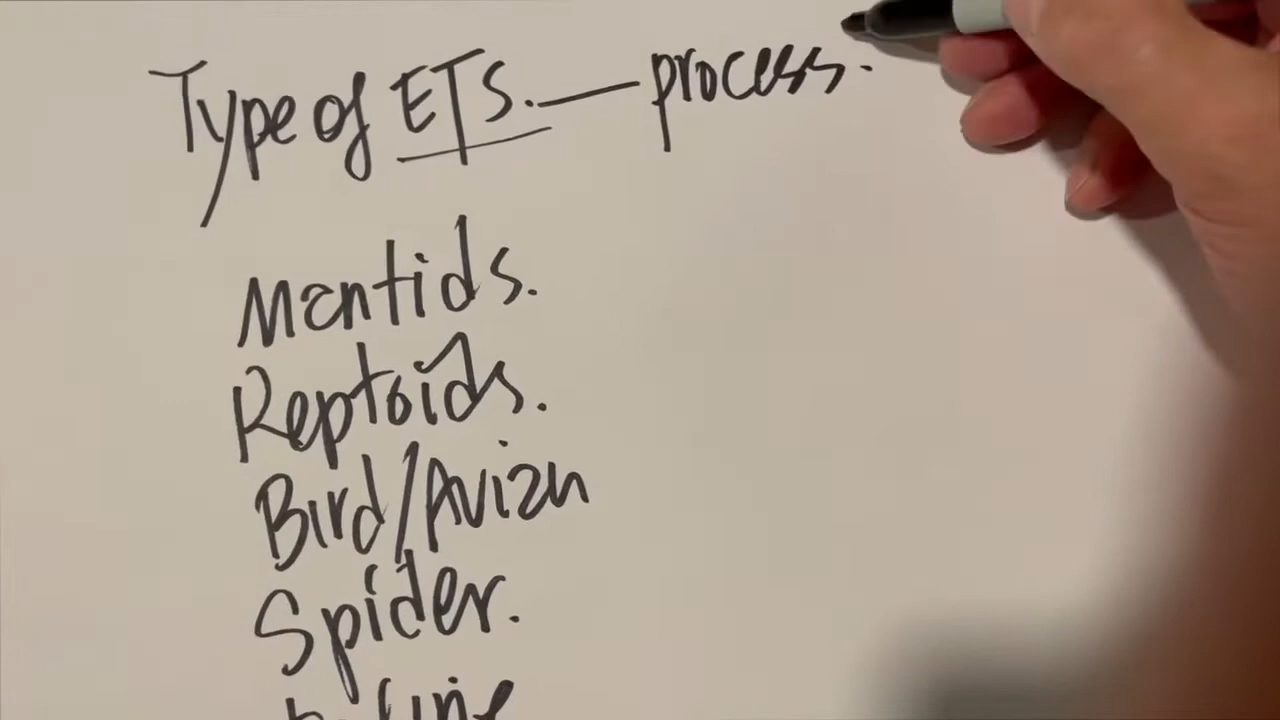 Type of ETS. — process.
Mantids.
Reptoids.
Bird/Avian
Spider.